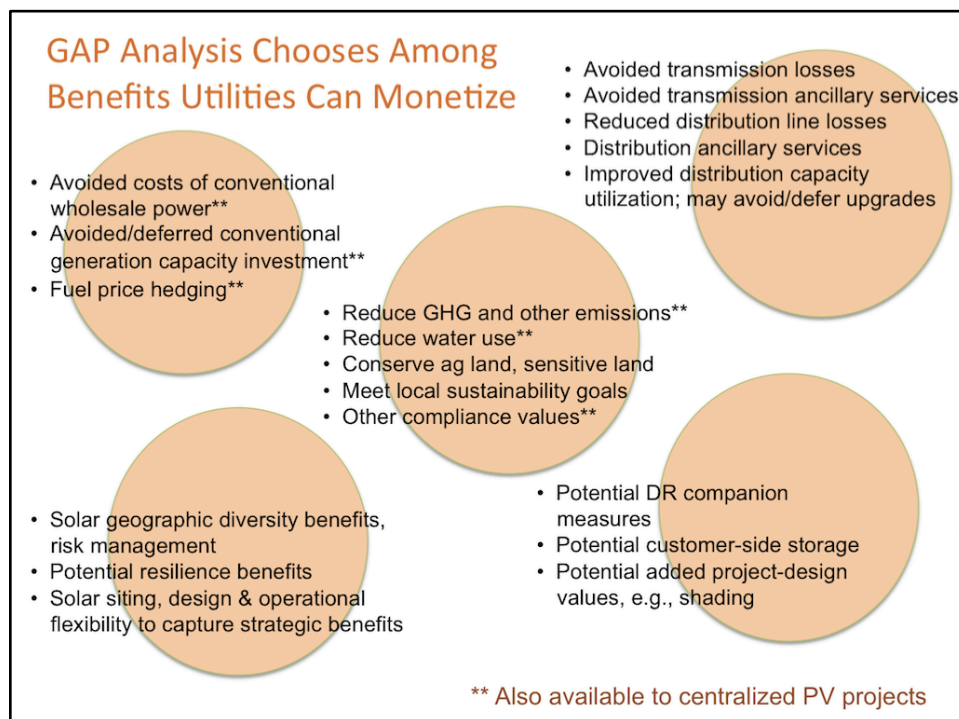 GAP Analysis Chooses Among
Benefits Utilities Can Monetize
• Avoided transmission losses
• Avoided transmission ancillary services
• Reduced distribution line losses
• Distribution ancillary services
• Improved distribution capacity
utilization; may avoid/defer upgrades
• Avoided costs of conventional
wholesale power**
• Avoided/deferred conventional
generation capacity investment**
• Fuel price hedging**
• Reduce GHG and other emissions**
• Reduce water use**
• Conserve ag land, sensitive land
• Meet local sustainability goals
• Other compliance values**
• Solar geographic diversity benefits,
risk management
• Potential resilience benefits
• Solar siting, design & operational
flexibility to capture strategic benefits
• Potential DR companion
measures
• Potential customer-side storage
• Potential added project-design
values, e.g., shading
** Also available to centralized PV projects